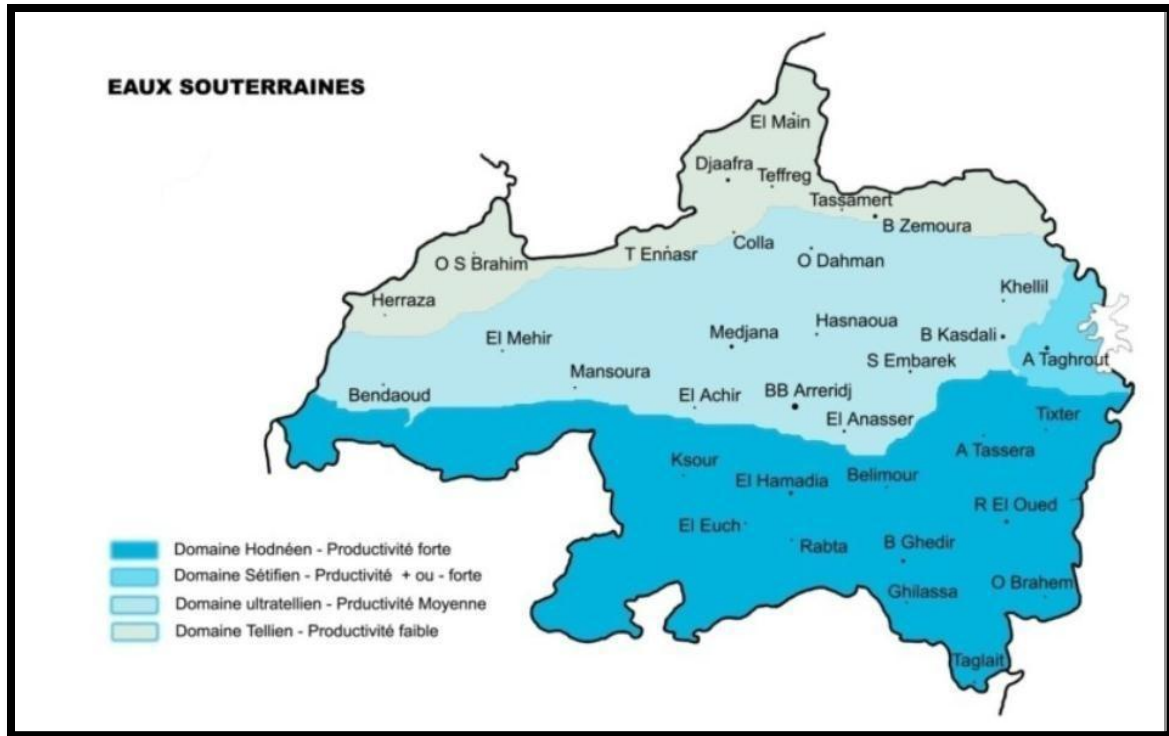 EAUX SOUTERRAINES
El Main
Djaafra
Teffreg
Tassamert
B Zemoura
Colla
T Ennasr
O Dahman
O S Brahim
Herraza
Khellil
Hasnaoua
Medjana
B Kasdali
El Mehir
S Embarek
A Taghrout
Mansoura
Bendaoud
El Achir
BB Arreridj
El Anasser
Tixter
A Tassera
Ksour
El Hamadia
Belimour
R El Oued
El Euch
Rabta
B Ghedir
O Brahem
Ghilassa
Taglait
Domaine Hodnéen - Productivité forte
Domaine Sétifien - Prductivité + ou - forte
Domaine ultratellien - Prductivité Moyenne
Domaine Tellien - Productivité faible